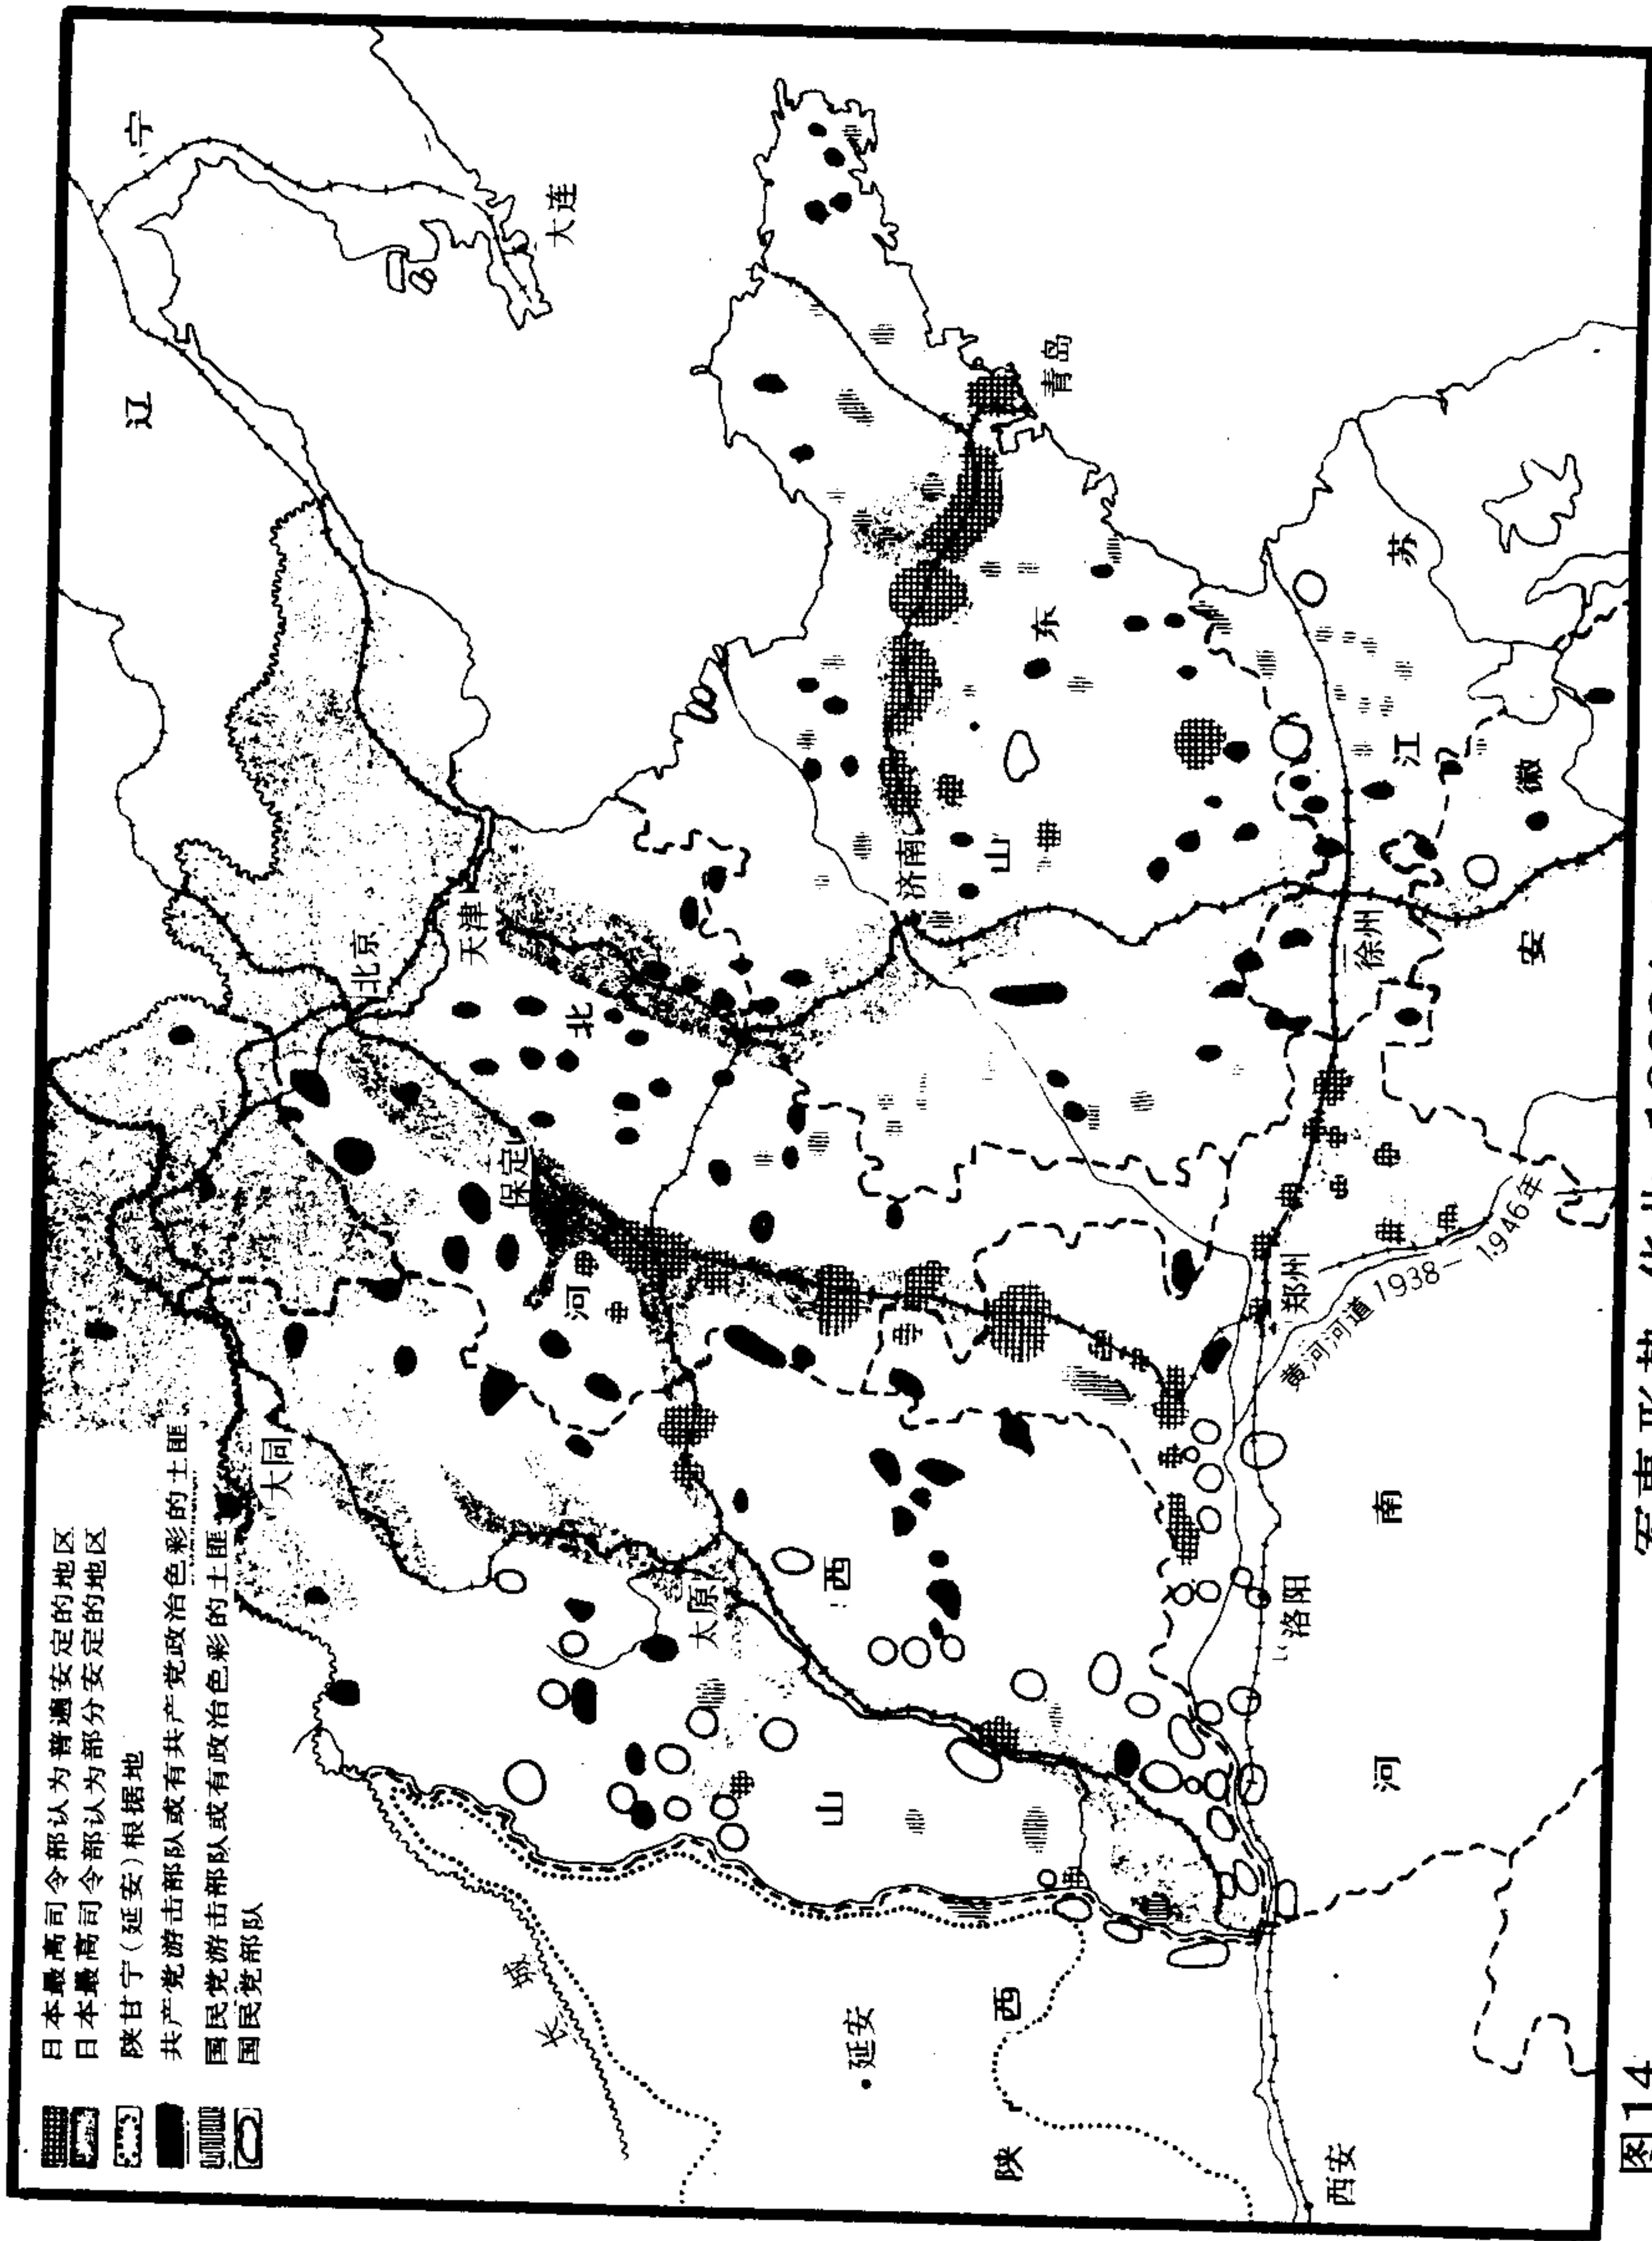 日本最高司令部认为普遍安定的地区
日本最高司令部认为部分安定的地区
陕甘宁(延安)根据地
共产党游击部队或有共产党政治色彩的土匪
国民党游击部队或有政治色彩的土匪
国民党部队
辽
宁
大连
北京
天津
大同
保定
河
北
长
城
太原
山
西
济南
青岛
山
东
延安
陕
西
西安
洛阳
郑州
徐州
黄河河道1938—1946年
河
南
江
苏
安
徽
图14